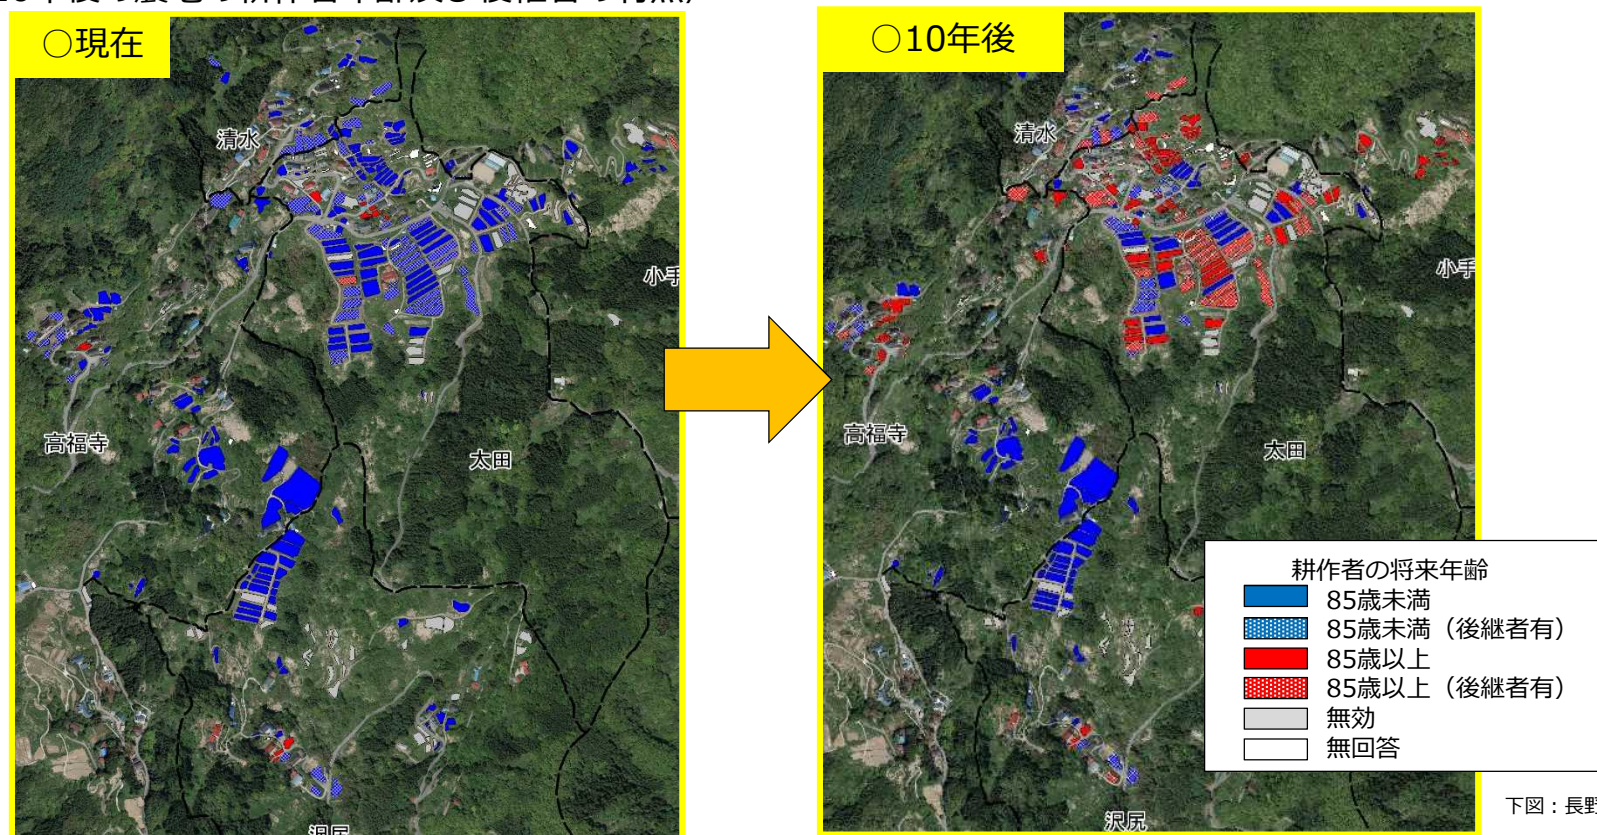 ○現在
○10年後
清水
小手
高福寺
太田
沢尻
清水
小手
高福寺
太田
沢尻
耕作者の将来年齢
85歳未満
85歳未満（後継者有）
85歳以上
85歳以上（後継者有）
無効
無回答
下図：長野